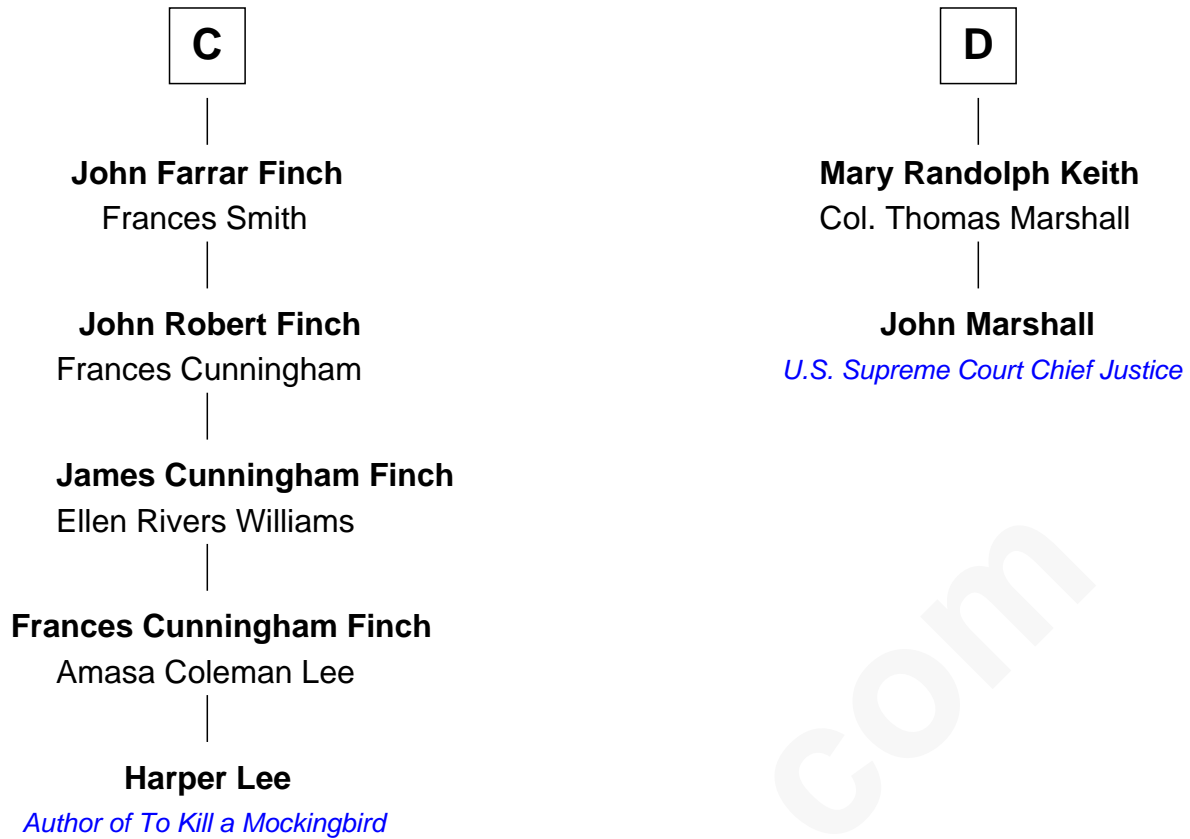 C
John Farrar Finch
Frances Smith
John Robert Finch
Frances Cunningham
James Cunningham Finch
Ellen Rivers Williams
Frances Cunningham Finch
Amasa Coleman Lee
Harper Lee
Author of To Kill a Mockingbird
D
Mary Randolph Keith
Col. Thomas Marshall
John Marshall
U.S. Supreme Court Chief Justice
com